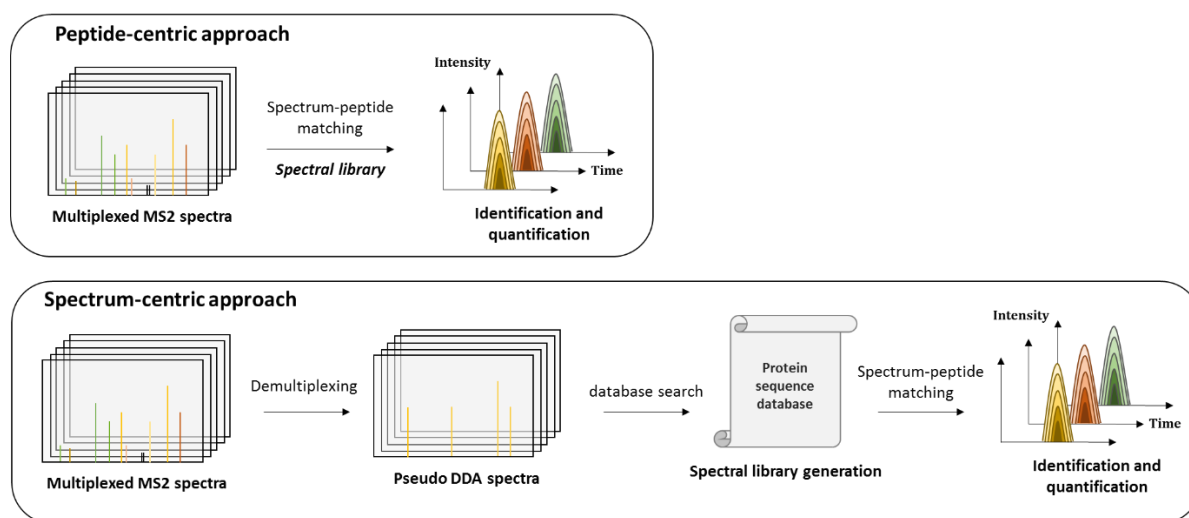 Peptide-centric approach
Multiplexed MS2 spectra
Spectrum-peptide
matching
Spectral library
Intensity
Time
Identification and
quantification
Spectrum-centric approach
Multiplexed MS2 spectra
Demultiplexing
Pseudo DDA spectra
database search
Protein
sequence
database
Spectral library generation
Spectrum-peptide
matching
Intensity
Time
Identification and
quantification